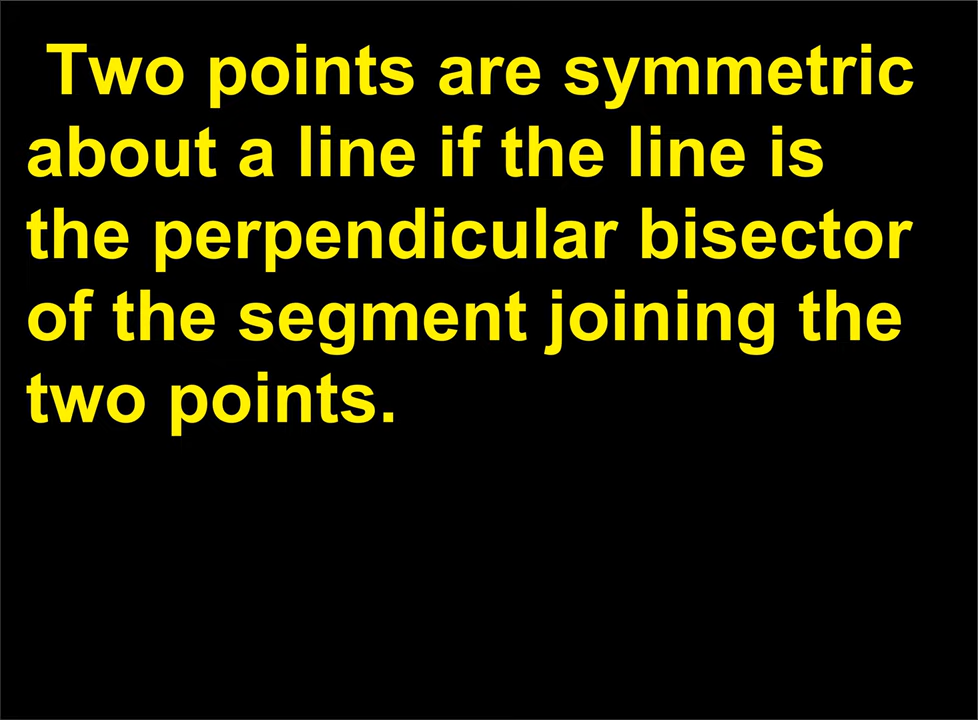 Two points are symmetric
about a line if the line is
the perpendicular bisector
of the segment joining the
two points.